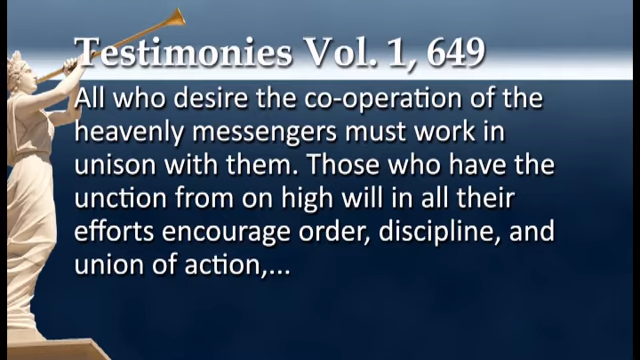 Testimonies Vol. 1, 649
All who desire the co-operation of the
heavenly messengers must work in
unison with them. Those who have the
unction from on high will in all their
efforts encourage order, discipline, and
union of action,...